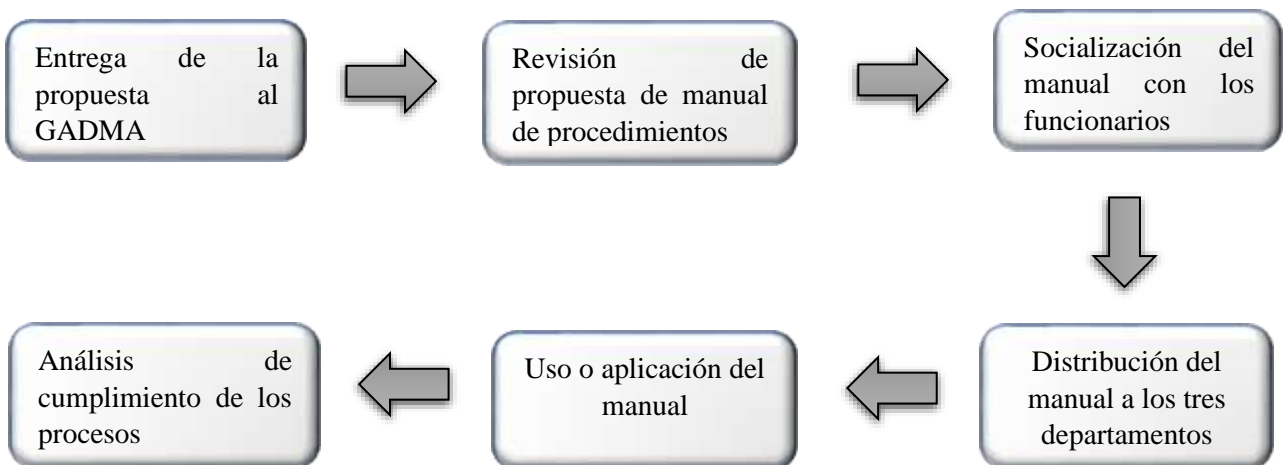 Entrega de la
propuesta al
GADMA
Revisión de
propuesta de manual
de procedimientos
Socialización del
manual con los
funcionarios
Distribución del
manual a los tres
departamentos
Uso o aplicación del
manual
Análisis de
cumplimiento de los
procesos